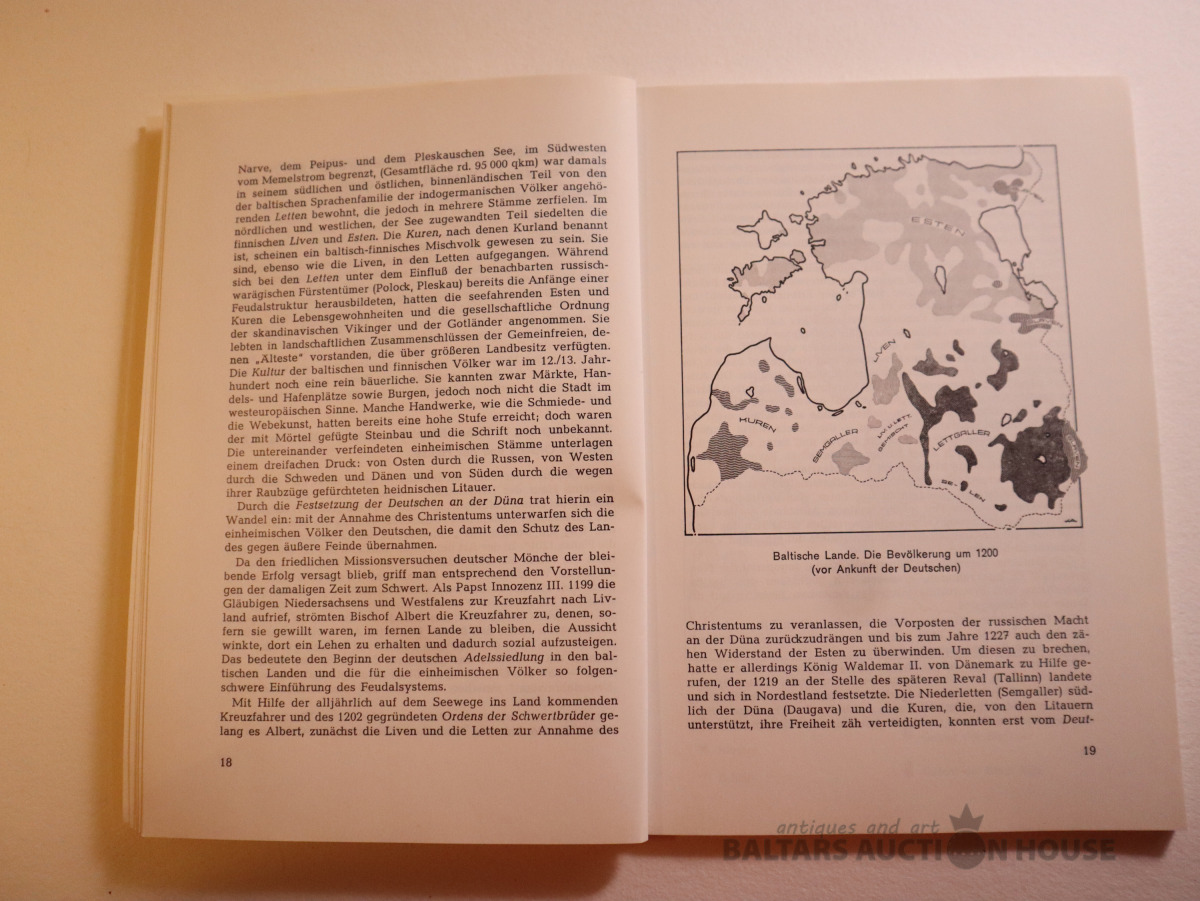 Narve, dem Peipus- und dem Pleskauschen See, im Südwesten
vom Memelstrom begrenzt, (Gesamtfläche rd. 95 000 qkm) war damals
in seinem südlichen und östlichen, binnenländischen Teil von den
der baltischen Sprachenfamilie der indogermanischen Völker angehö-
renden Letten bewohnt, die jedoch in mehrere Stämme zerfielen. Im
nördlichen und westlichen, der See zugewandten Teil siedelten die
finnischen Liven und Esten. Die Kuren, nach denen Kurland benannt
ist, scheinen ein baltisch-finnisches Mischvolk gewesen zu sein. Sie
sind, ebenso wie die Liven, in den Letten aufgegangen. Während
sich bei den Letten unter dem Einfluß der benachbarten russisch-
warägischen Fürstentümer (Polock, Pleskau) bereits die Anfänge einer
Feudalstruktur herausbildeten, hatten die seefahrenden Esten und
Kuren die Lebensgewohnheiten und die gesellschaftliche Ordnung
der skandinavischen Vikinger und der Gotländer angenommen. Sie
lebten in landschaftlichen Zusammenschlüssen der Gemeinfreien, de-
nen „Älteste“ vorstanden, die über größeren Landbesitz verfügten.
Die Kultur der baltischen und finnischen Völker war im 12./13. Jahr-
hundert noch eine rein bäuerliche. Sie kannten zwar Märkte, Han-
dels- und Hafenplätze sowie Burgen, jedoch noch nicht die Stadt im
westeuropäischen Sinne. Manche Handwerke, wie die Schmiede- und
die Webekunst, hatten bereits eine hohe Stufe erreicht; doch waren
der mit Mörtel gefügte Steinbau und die Schrift noch unbekannt.
Die untereinander verfeindeten einheimischen Stämme unterlagen
einem dreifachen Druck: von Osten durch die Russen, von Westen
durch die Schweden und Dänen und von Süden durch die wegen
ihrer Raubzüge gefürchteten heidnischen Litauer.
Durch die Festsetzung der Deutschen an der Düna trat hierin ein
Wandel ein: mit der Annahme des Christentums unterwarfen sich die
einheimischen Völker den Deutschen, die damit den Schutz des Lan-
des gegen äußere Feinde übernahmen.
Da den friedlichen Missionsversuchen deutscher Mönche der blei-
bende Erfolg versagt blieb, griff man entsprechend den Vorstellun-
gen der damaligen Zeit zum Schwert. Als Papst Innozenz III. 1199 die
Gläubigen Niedersachsens und Westfalens zur Kreuzfahrt nach Liv-
land aufrief, strömten Bischof Albert die Kreuzfahrer zu, denen, so-
fern sie gewillt waren, im fernen Lande zu bleiben, die Aussicht
winkte, dort ein Lehen zu erhalten und dadurch sozial aufzusteigen.
Das bedeutete den Beginn der deutschen Adelssiedlung in den bal-
tischen Landen und die für die einheimischen Völker so folgen-
schwere Einführung des Feudalsystems.
Mit Hilfe der alljährlich auf dem Seewege ins Land kommenden
Kreuzfahrer und des 1202 gegründeten Ordens der Schwertbrüder ge-
lang es Albert, zunächst die Liven und die Letten zur Annahme des
18
ESTEN
LIVEN
KUREN
SEMGALLER
LIV. U. LETT.
GEMISCHT
LETTGALLER
SE-LEN
Baltische Lande. Die Bevölkerung um 1200
(vor Ankunft der Deutschen)
Christentums zu veranlassen, die Vorposten der russischen Macht
an der Düna zurückzudrängen und bis zum Jahre 1227 auch den zä-
hen Widerstand der Esten zu überwinden. Um diesen zu brechen,
hatte er allerdings König Waldemar II. von Dänemark zu Hilfe ge-
rufen, der 1219 an der Stelle des späteren Reval (Tallinn) landete
und sich in Nordestland festsetzte. Die Niederletten (Semgaller) süd-
lich der Düna (Daugava) und die Kuren, die, von den Litauern
unterstützt, ihre Freiheit zäh verteidigten, konnten erst vom Deut-
19
antiques and art
BALTARS AUCTION HOUSE